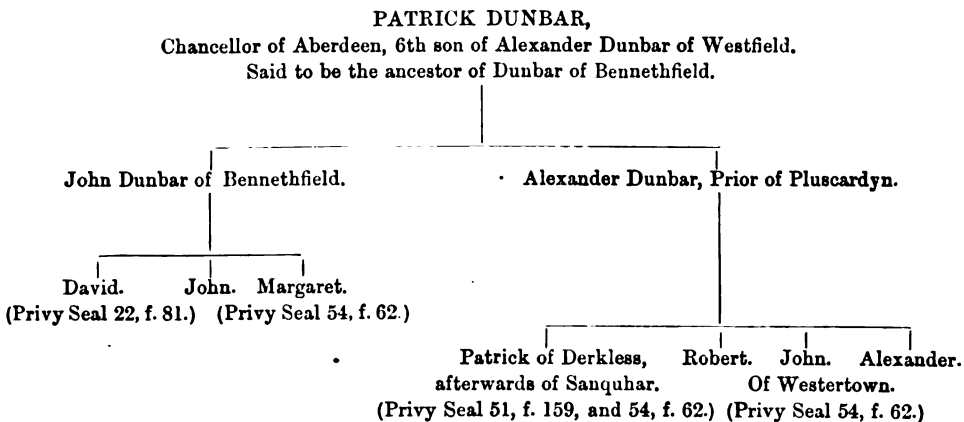 PATRICK DUNBAR,
Chancellor of Aberdeen, 6th son of Alexander Dunbar of Westfield.
Said to be the ancestor of Dunbar of Bennethfield.
John Dunbar of Bennethfield.
Alexander Dunbar, Prior of Pluscardyn.
David. John. Margaret.
(Privy Seal 22, f. 81.) (Privy Seal 54, f. 62.)
Patrick of Derkless, Robert. John. Alexander.
afterwards of Sanquhar. Of Westertown.
(Privy Seal 51, f. 159, and 54, f. 62.) (Privy Seal 54, f. 62.)